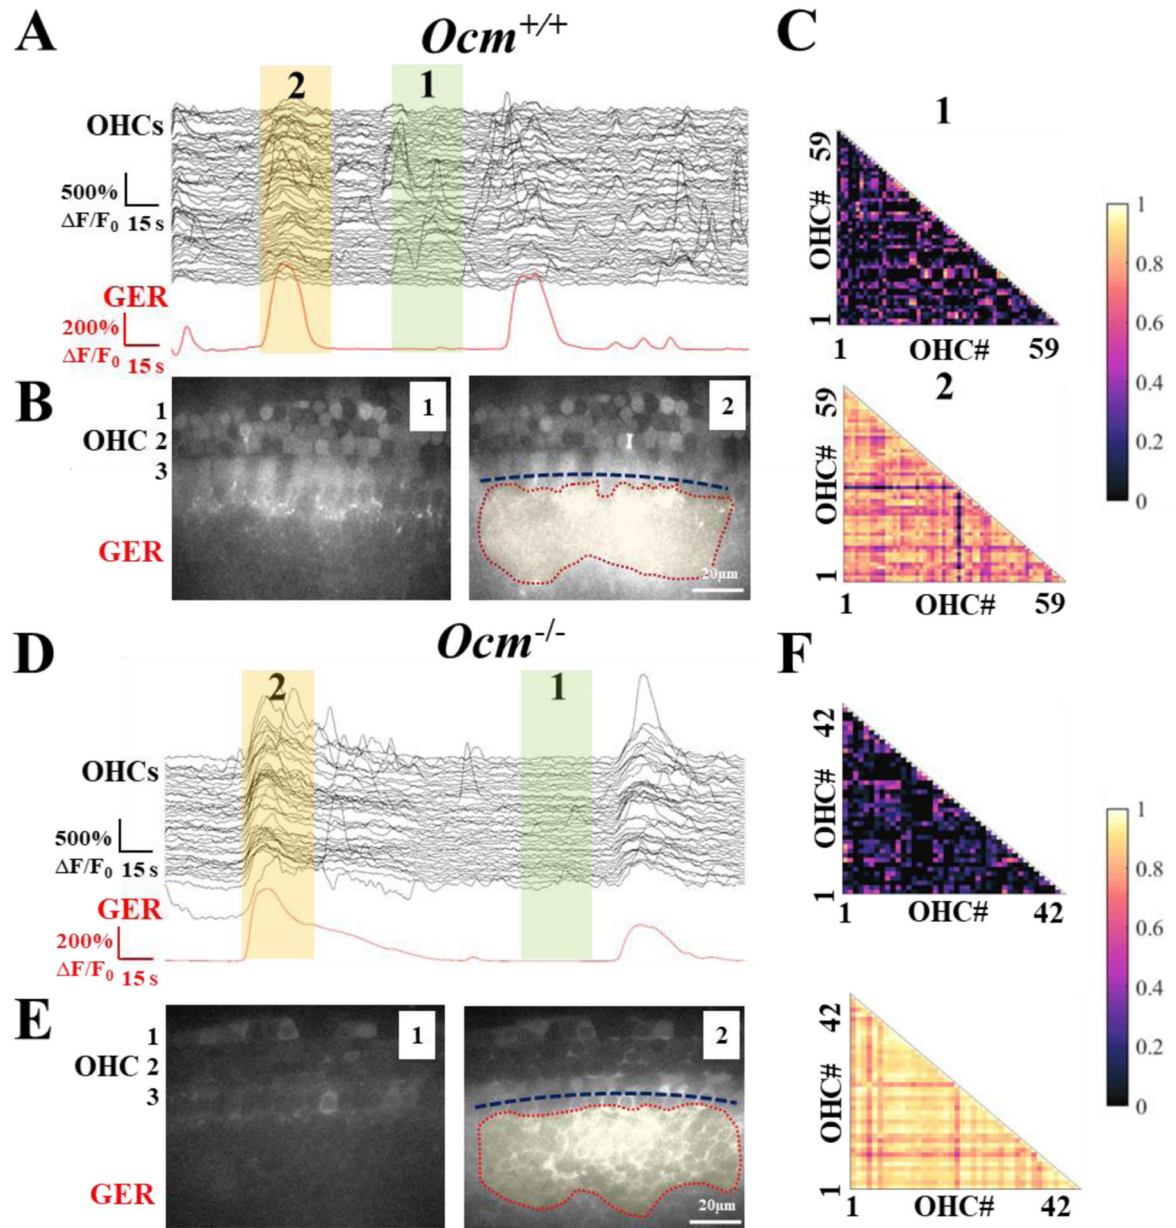 A
Ocm+/+
C
2
1
OHCs
500%
ΔF/F0 15 s
GER
200%
ΔF/F0 15 s
1
59
OHC#
1
1
OHC#
59
1
0.8
0.6
0.4
0.2
0
B
1
OHC 2
3
GER
1
2
20μm
2
59
OHC#
1
1
OHC#
59
D
Ocm-/-
F
2
1
OHCs
500%
ΔF/F0 15 s
GER
200%
ΔF/F0 15 s
42
OHC#
1
1
OHC#
42
1
0.8
0.6
0.4
0.2
0
E
1
OHC 2
3
GER
1
2
20μm
42
OHC#
1
1
OHC#
42